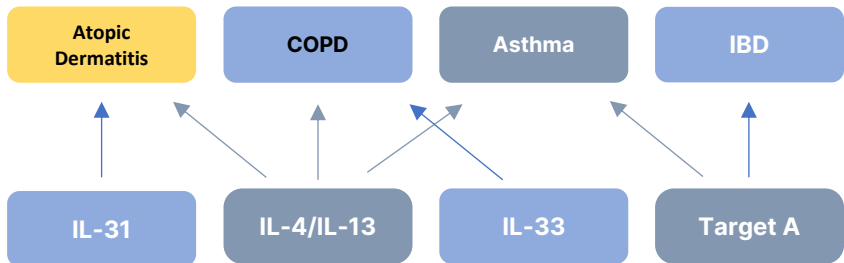 Atopic
Dermatitis
COPD
Asthma
IBD
IL-31
IL-4/IL-13
IL-33
Target A